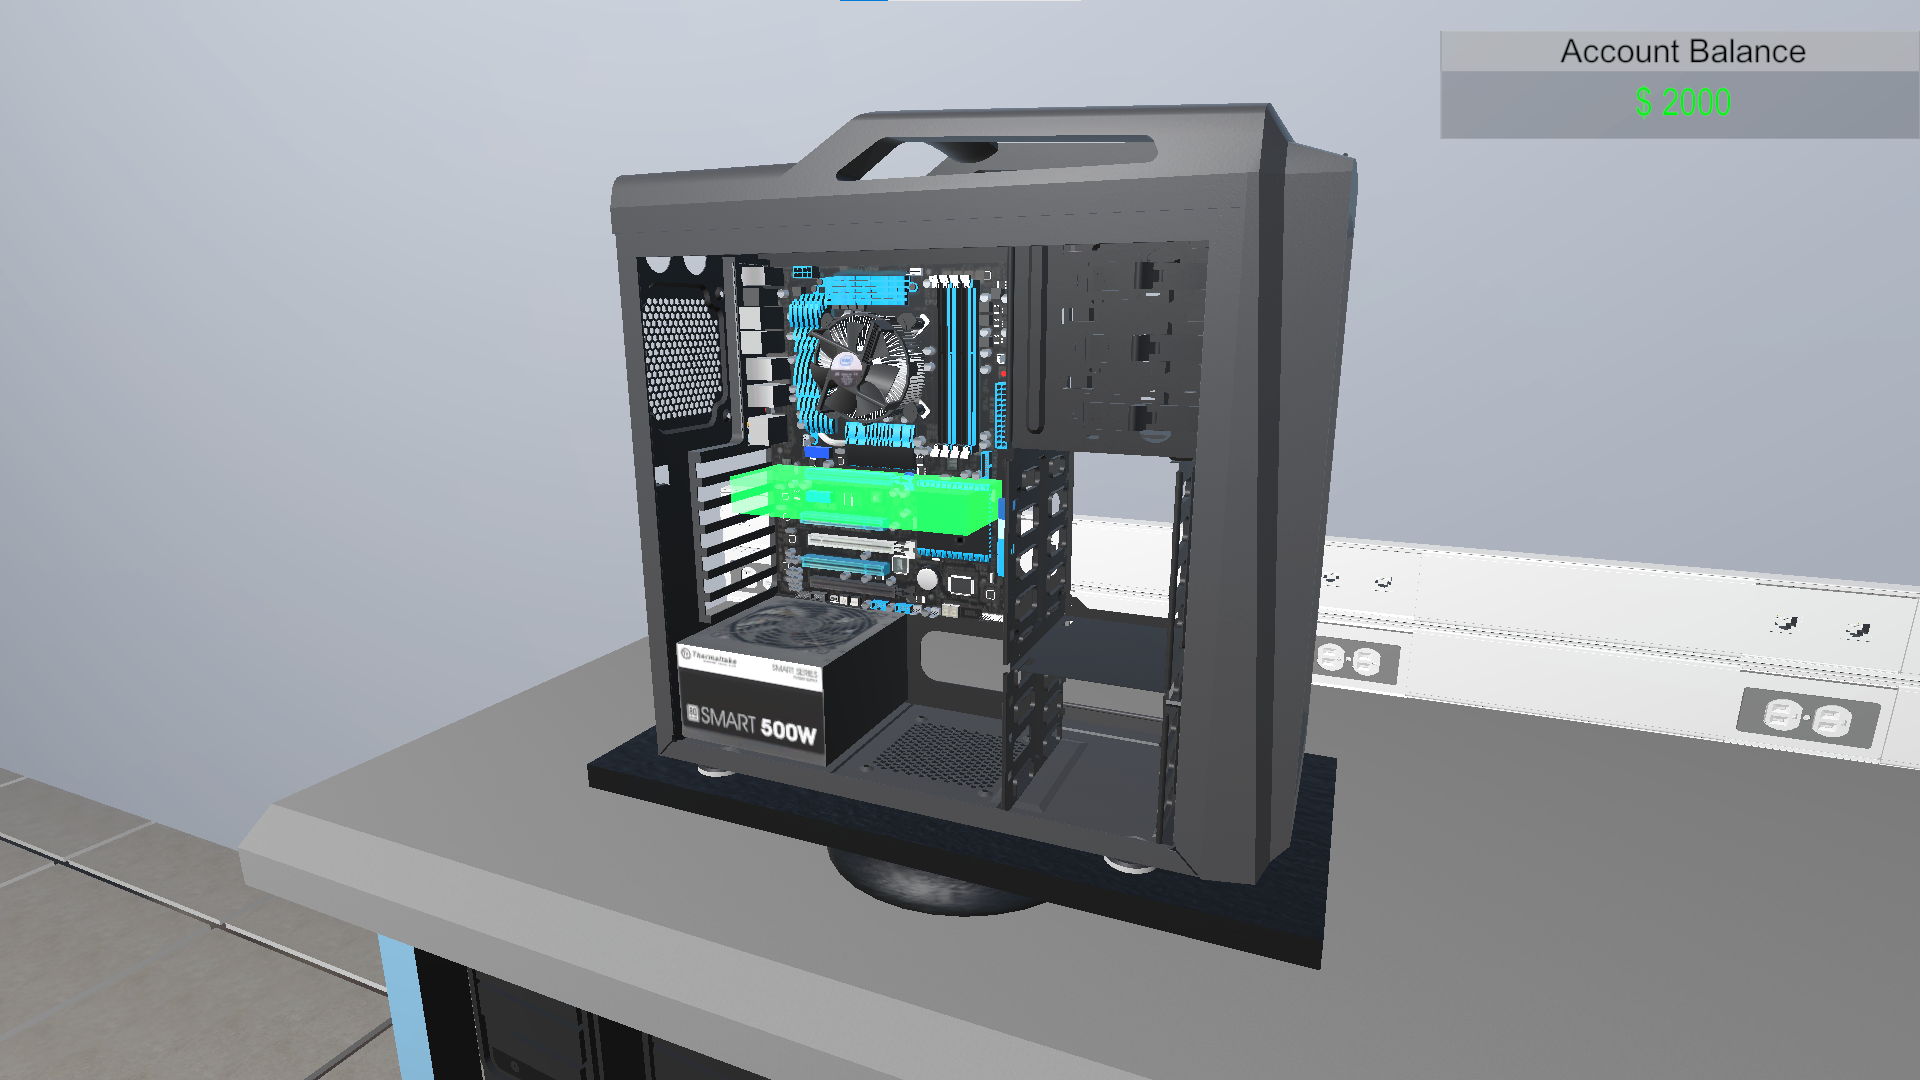 Account Balance
$ 2000
Thermaltake
SMART SERIES
SMART 500W